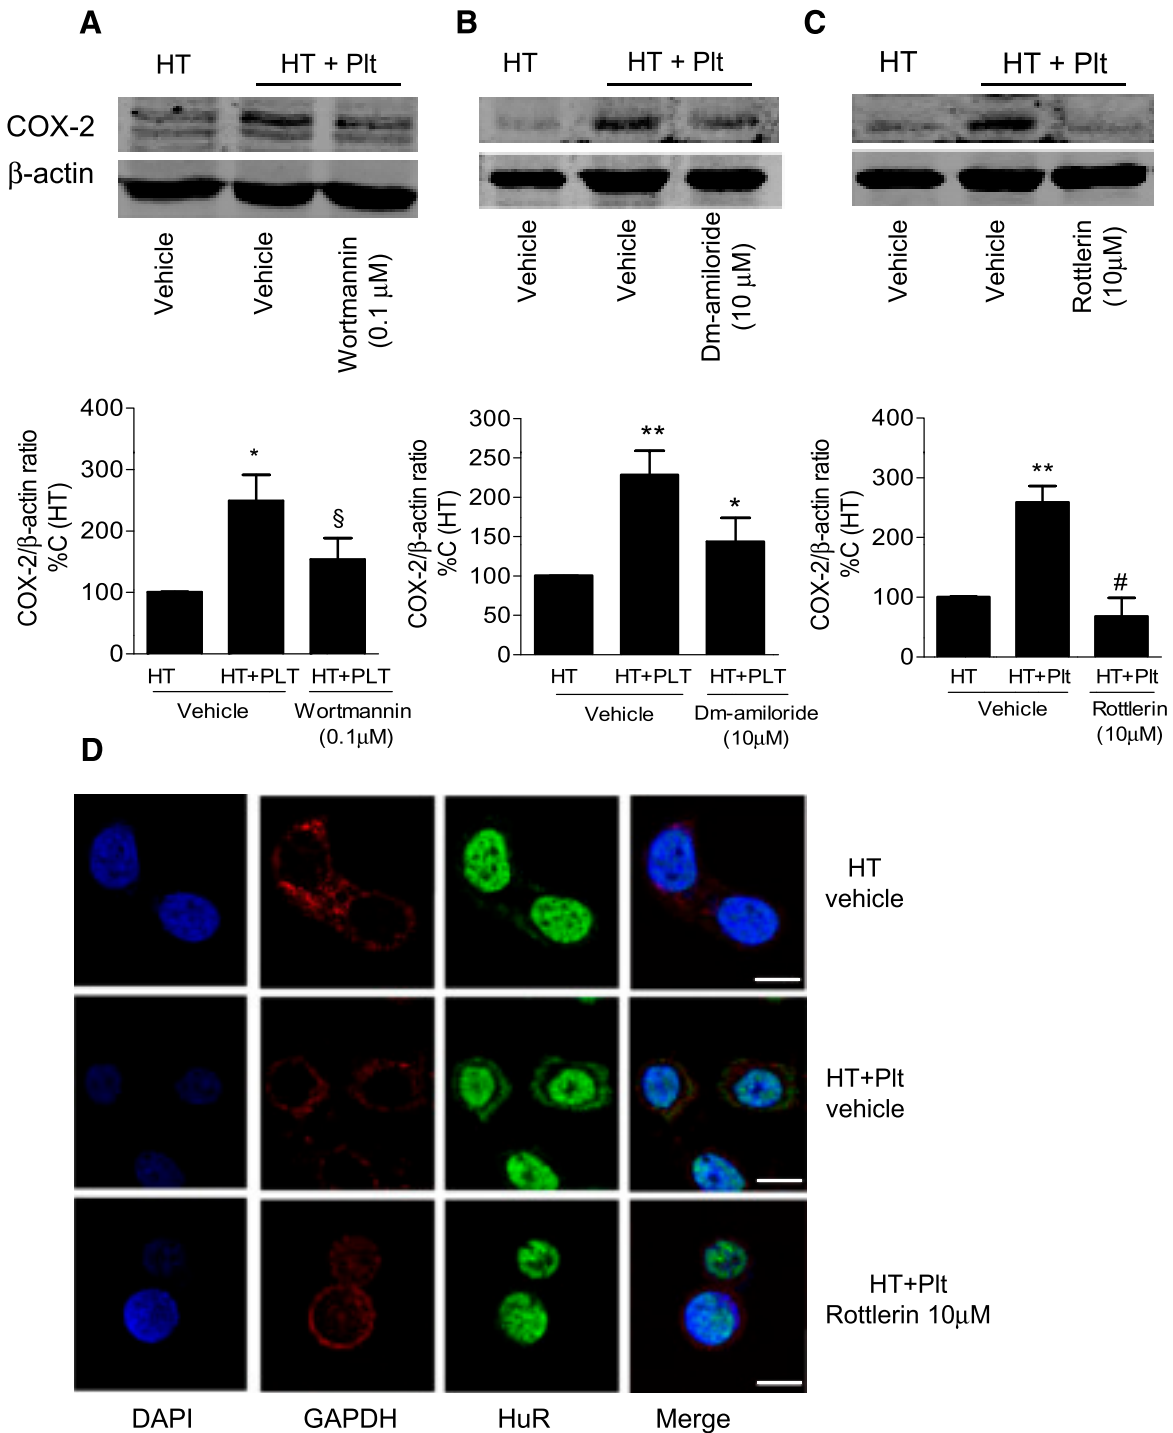 A
B
C
HT
HT + Plt
HT
HT + Plt
HT
HT + Plt
COX-2
β-actin
Vehicle
Vehicle
Wortmannin
(0.1 μM)
Vehicle
Vehicle
Dm-amiloride
(10 μM)
Vehicle
Vehicle
Rottlerin
(10μM)
COX-2/β-actin ratio
%C (HT)
400
300
200
100
0
*
§
HT
HT+PLT
HT+PLT
Vehicle
Wortmannin
(0.1μM)
COX-2/β-actin ratio
%C (HT)
300
250
200
150
100
50
0
**
*
HT
HT+PLT
HT+PLT
Vehicle
Dm-amiloride
(10μM)
COX-2/β-actin ratio
%C (HT)
400
300
200
100
0
**
#
HT
HT+Plt
HT+Plt
Vehicle
Rottlerin
(10μM)
D
HT
vehicle
HT+Plt
vehicle
HT+Plt
Rottlerin 10μM
DAPI
GAPDH
HuR
Merge